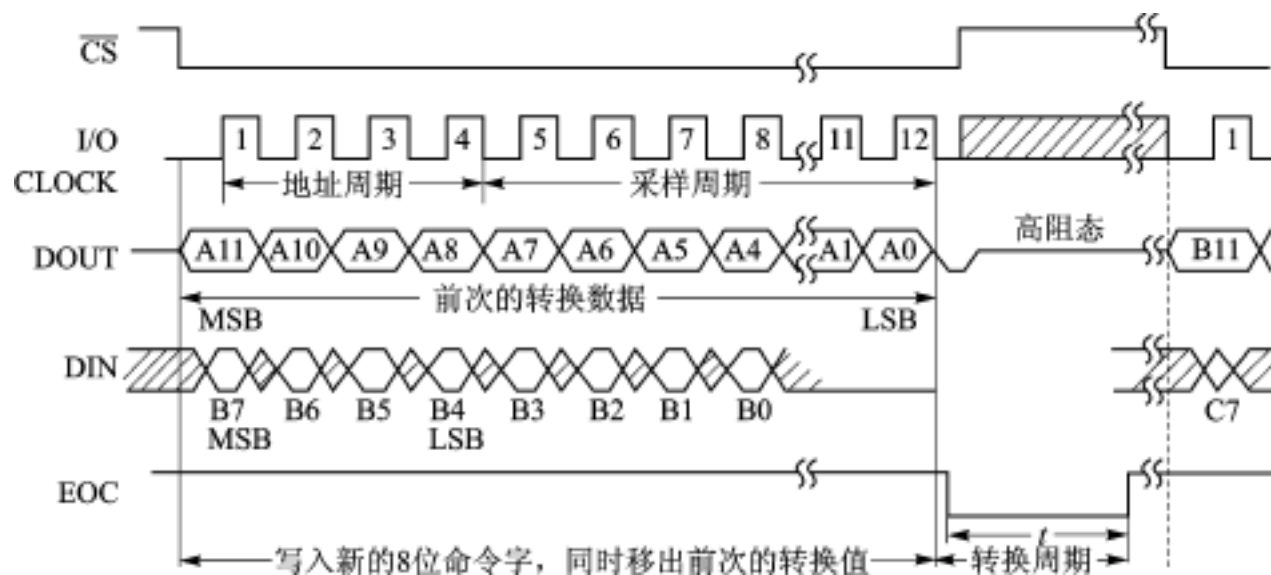 CS
I/O
CLOCK
1 2 3 4 5 6 7 8 11 12 1
地址周期 采样周期
DOUT
A11 A10 A9 A8 A7 A6 A5 A4 A1 A0 高阻态 B11
前次的转换数据
MSB LSB
DIN
B7 B6 B5 B4 B3 B2 B1 B0 C7
MSB LSB
EOC
t
写入新的8位命令字，同时移出前次的转换值 转换周期